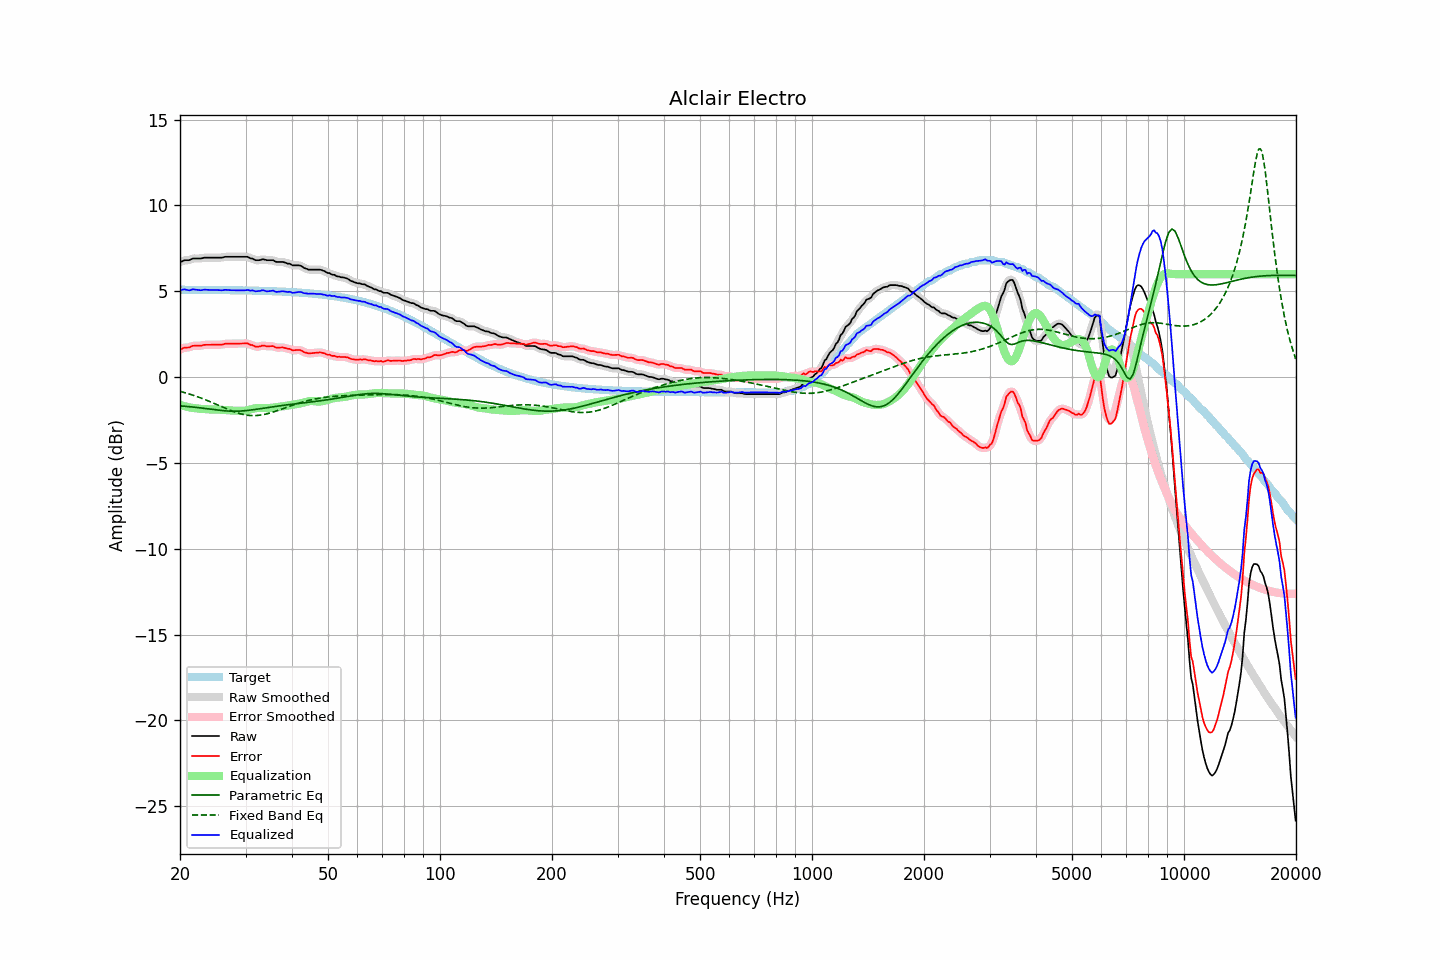 Alclair Electro
15
10
5
0
−5
−10
−15
−20
−25
Amplitude (dBr)
Target
Raw Smoothed
Error Smoothed
Raw
Error
Equalization
Parametric Eq
Fixed Band Eq
Equalized
20 50 100 200 500 1000 2000 5000 10000 20000
Frequency (Hz)